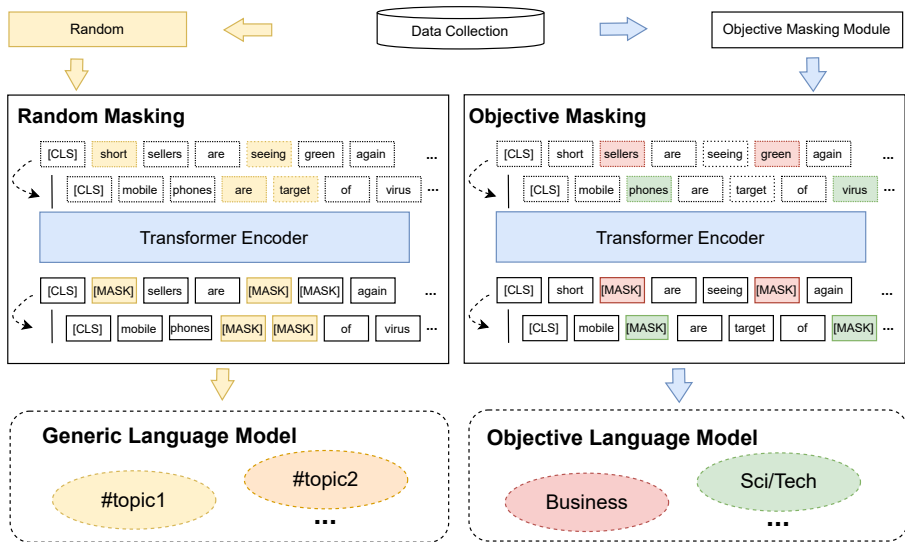 Random
Data Collection
Objective Masking Module
Random Masking
[CLS] short sellers are seeing green again ...
[CLS] mobile phones are target of virus ...
Transformer Encoder
[CLS] [MASK] sellers are [MASK] [MASK] again ...
[CLS] mobile phones [MASK] [MASK] of virus ...
Objective Masking
[CLS] short sellers are seeing green again ...
[CLS] mobile phones are target of virus ...
Transformer Encoder
[CLS] short [MASK] are seeing [MASK] again ...
[CLS] mobile [MASK] are target of [MASK] ...
Generic Language Model
#topic1
#topic2
...
Objective Language Model
Business
Sci/Tech
...